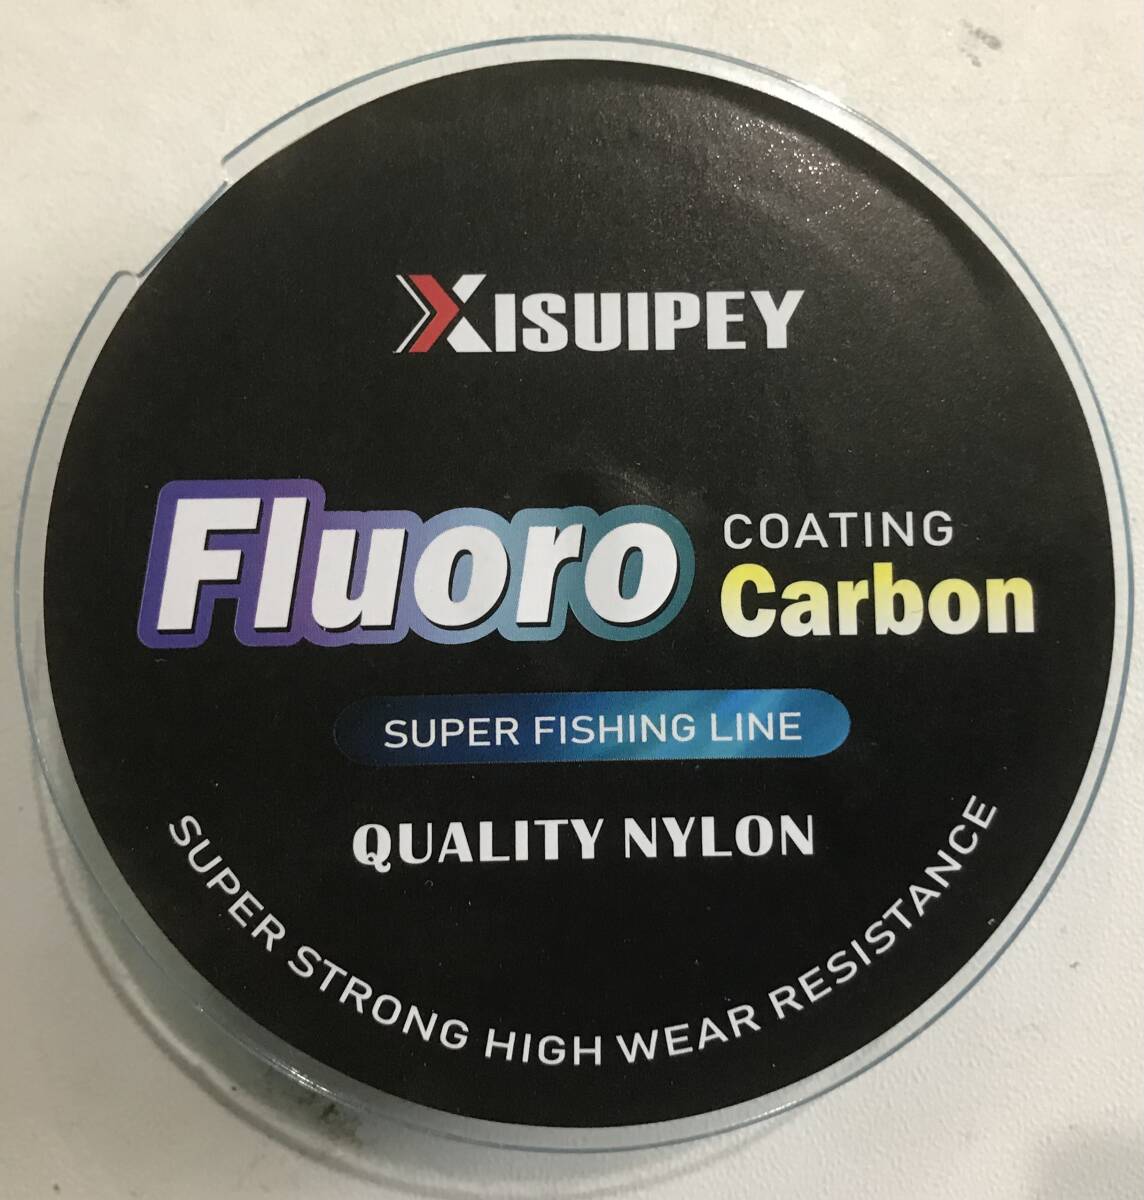 XISUIPEY
Fluoro COATING Carbon
SUPER FISHING LINE
QUALITY NYLON
SUPER STRONG HIGH WEAR RESISTANCE